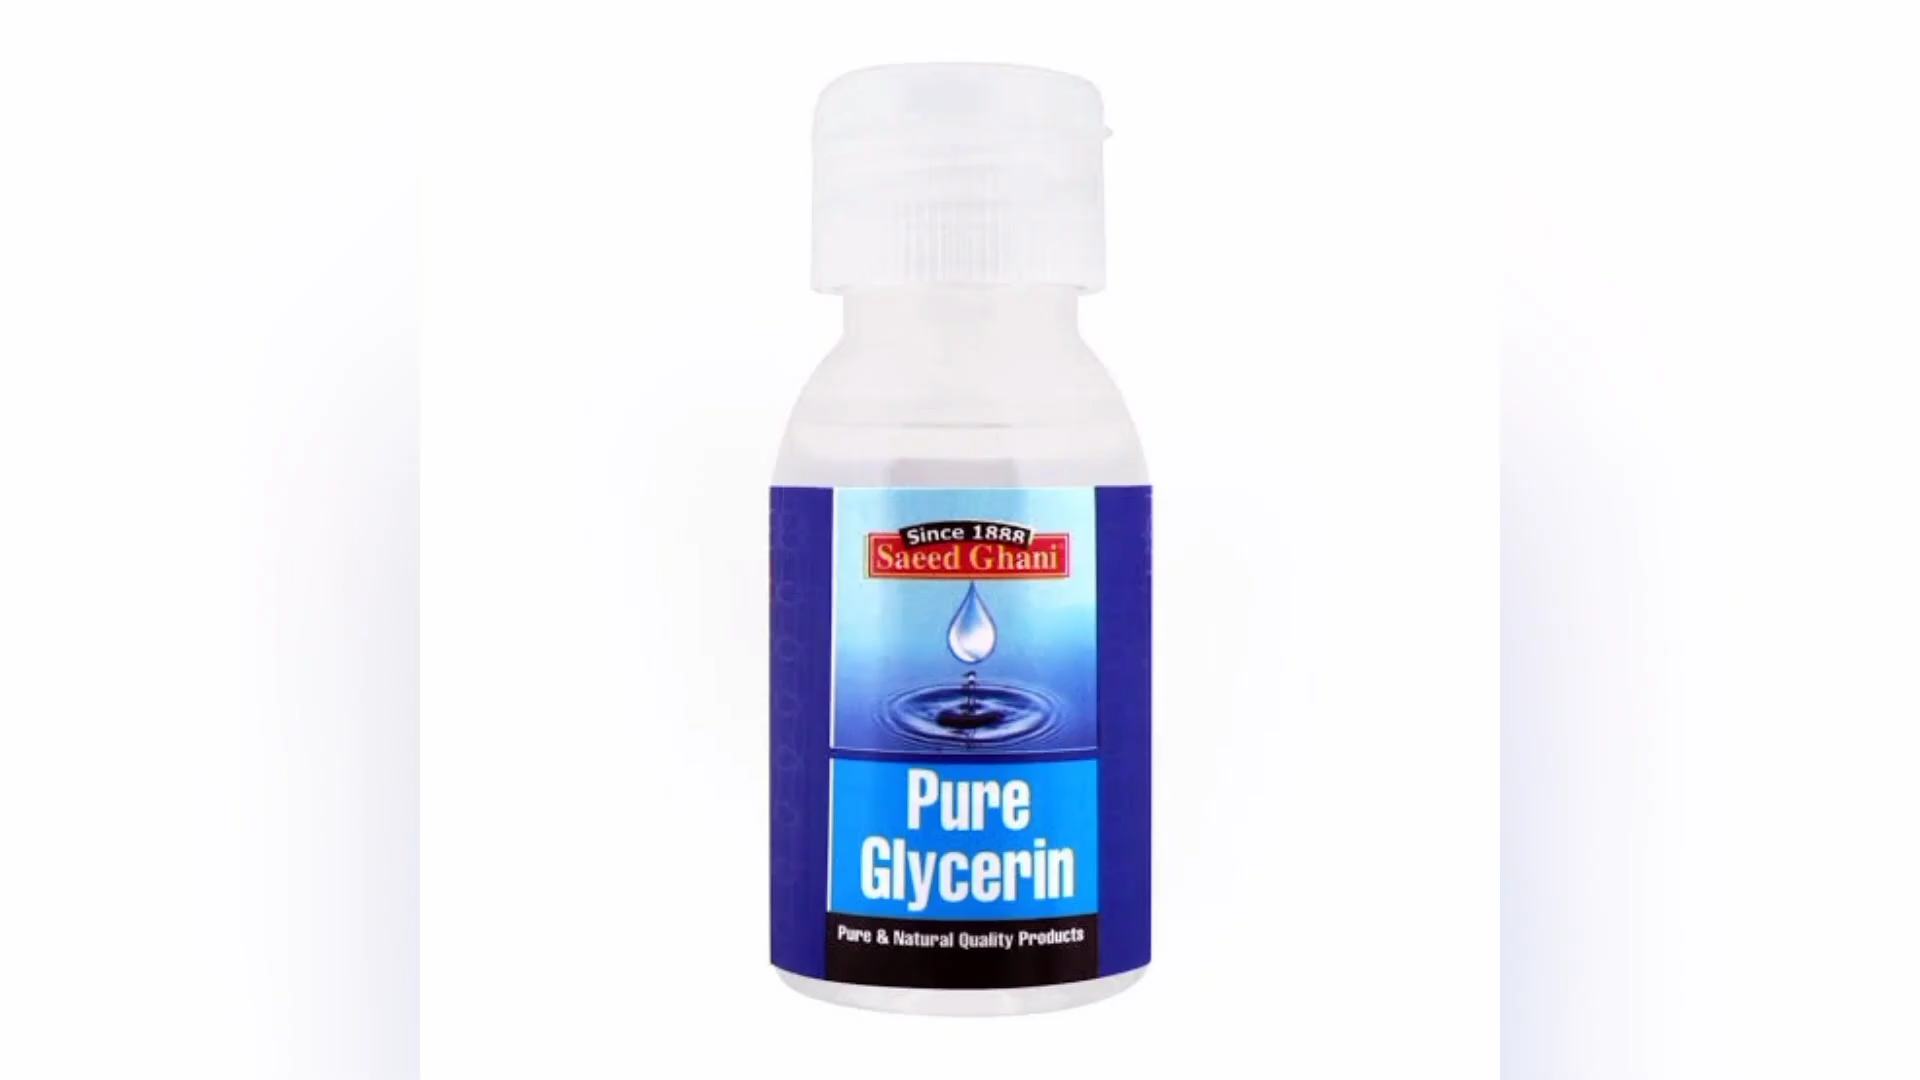 Since 1888
Saeed Ghani
Pure
Glycerin
Pure & Natural Quality Products